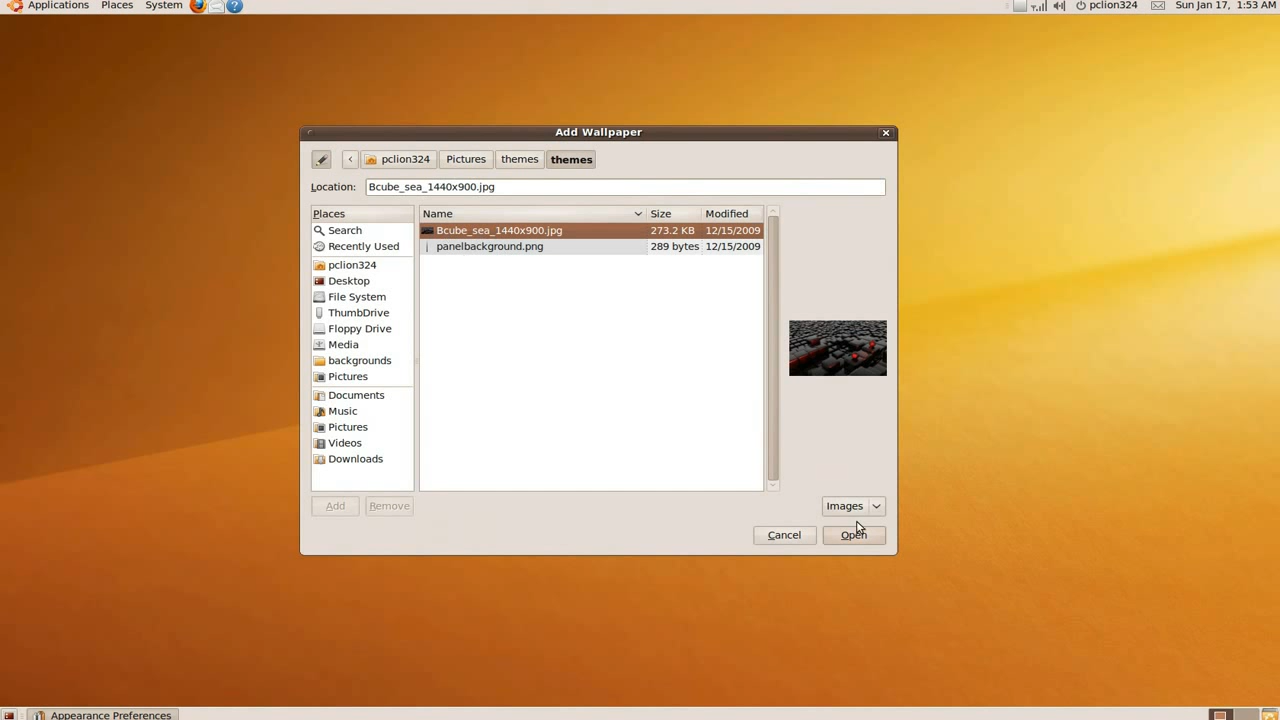 Applications Places System pclion324 Sun Jan 17, 1:53 AM
Add Wallpaper
pclion324 Pictures themes themes
Location: Bcube_sea_1440x900.jpg
Places Name Size Modified
Search Bcube_sea_1440x900.jpg 273.2 KB 12/15/2009
Recently Used panelbackground.png 289 bytes 12/15/2009
pclion324
Desktop
File System
ThumbDrive
Floppy Drive
Media
backgrounds
Pictures
Documents
Music
Pictures
Videos
Downloads
Add Remove Images
Cancel Open
Appearance Preferences